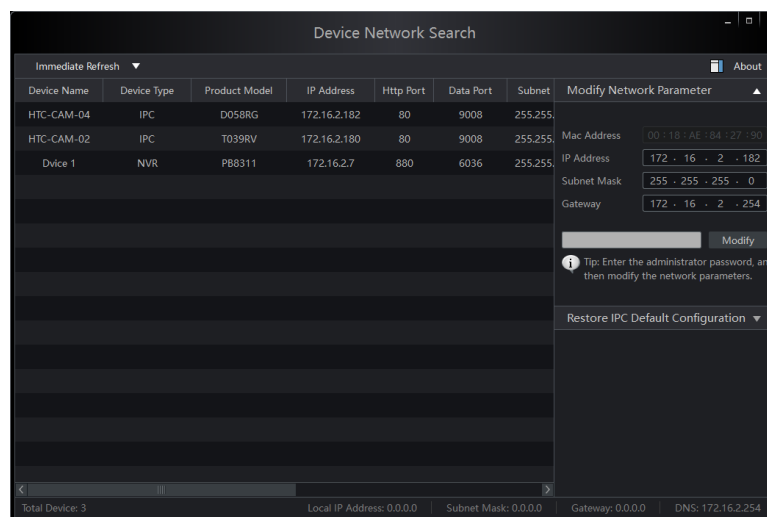 Device Network Search
Immediate Refresh ▼ About
Device Name Device Type Product Model IP Address Http Port Data Port Subnet
HTC-CAM-04 IPC D058RG 172.16.2.182 80 9008 255.255.
HTC-CAM-02 IPC T039RV 172.16.2.180 80 9008 255.255.
Dvice 1 NVR PB8311 172.16.2.7 880 6036 255.255.
Modify Network Parameter ▲
Mac Address 00 : 18 : AE : 84 : 27 : 90
IP Address 172 . 16 . 2 . 182
Subnet Mask 255 . 255 . 255 . 0
Gateway 172 . 16 . 2 . 254
Modify
Tip: Enter the administrator password, an
then modify the network parameters.
Restore IPC Default Configuration ▼
Total Device: 3 Local IP Address: 0.0.0.0 Subnet Mask: 0.0.0.0 Gateway: 0.0.0.0 DNS: 172.16.2.254